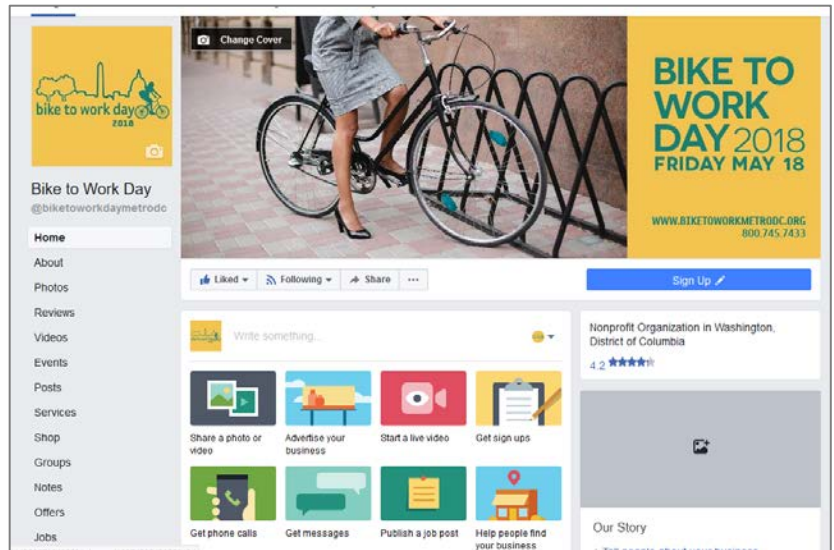 Change Cover
BIKE TO
WORK
DAY 2018
FRIDAY MAY 18
WWW.BIKETOWORKMETRODC.ORG
800.745.7433
bike to work day
2018
Bike to Work Day
@biketoworkdaymetrodc
Home
About
Photos
Reviews
Videos
Events
Posts
Services
Shop
Groups
Notes
Offers
Jobs
Liked
Following
Share
Sign Up
Write something...
Share a photo or
video
Advertise your
business
Start a live video
Get sign ups
Get phone calls
Get messages
Publish a job post
Help people find
your business
Nonprofit Organization in Washington,
District of Columbia
4.2
Our Story